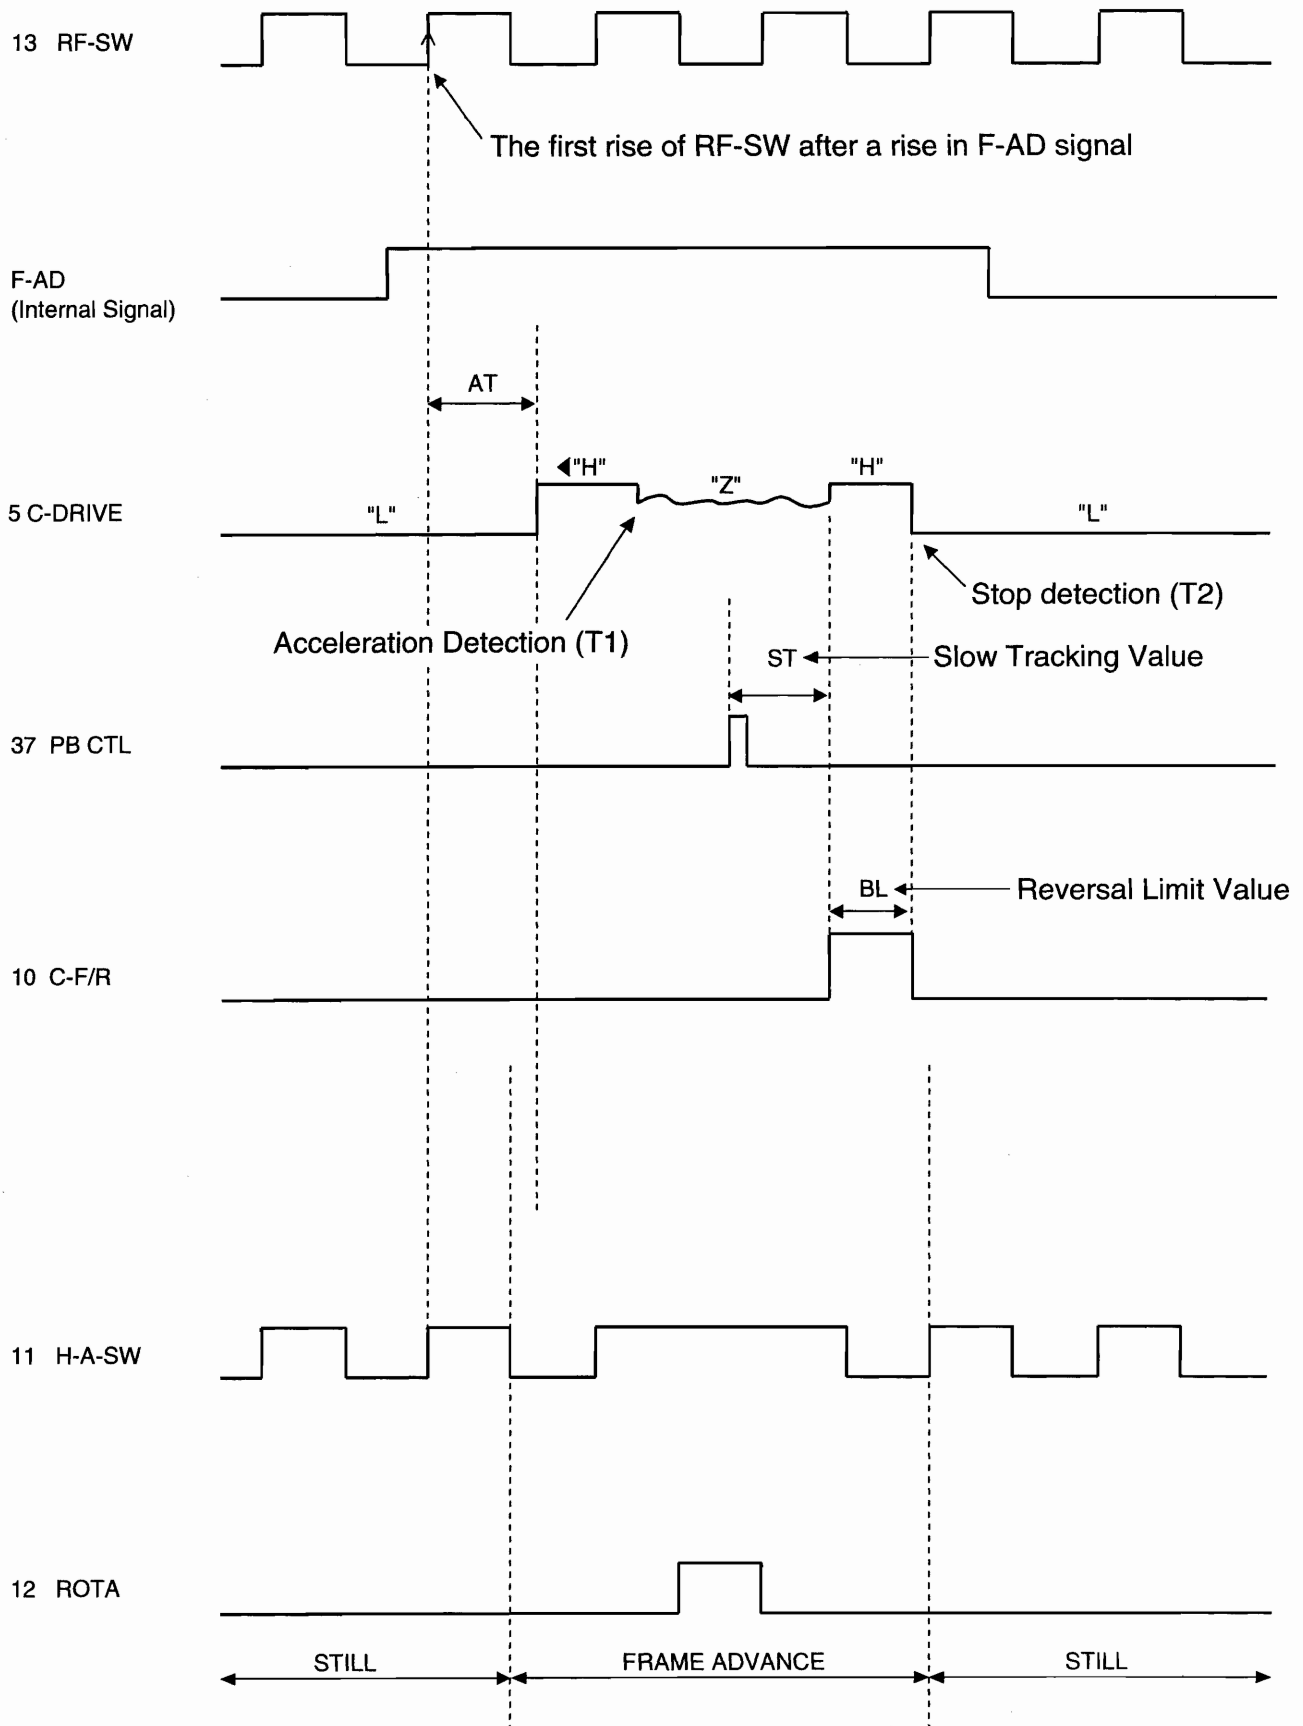 13 RF-SW
The first rise of RF-SW after a rise in F-AD signal
F-AD
(Internal Signal)
AT
"H"
"Z"
"H"
5 C-DRIVE
"L"
"L"
Stop detection (T2)
Acceleration Detection (T1)
ST
Slow Tracking Value
37 PB CTL
BL
Reversal Limit Value
10 C-F/R
11 H-A-SW
12 ROTA
STILL
FRAME ADVANCE
STILL